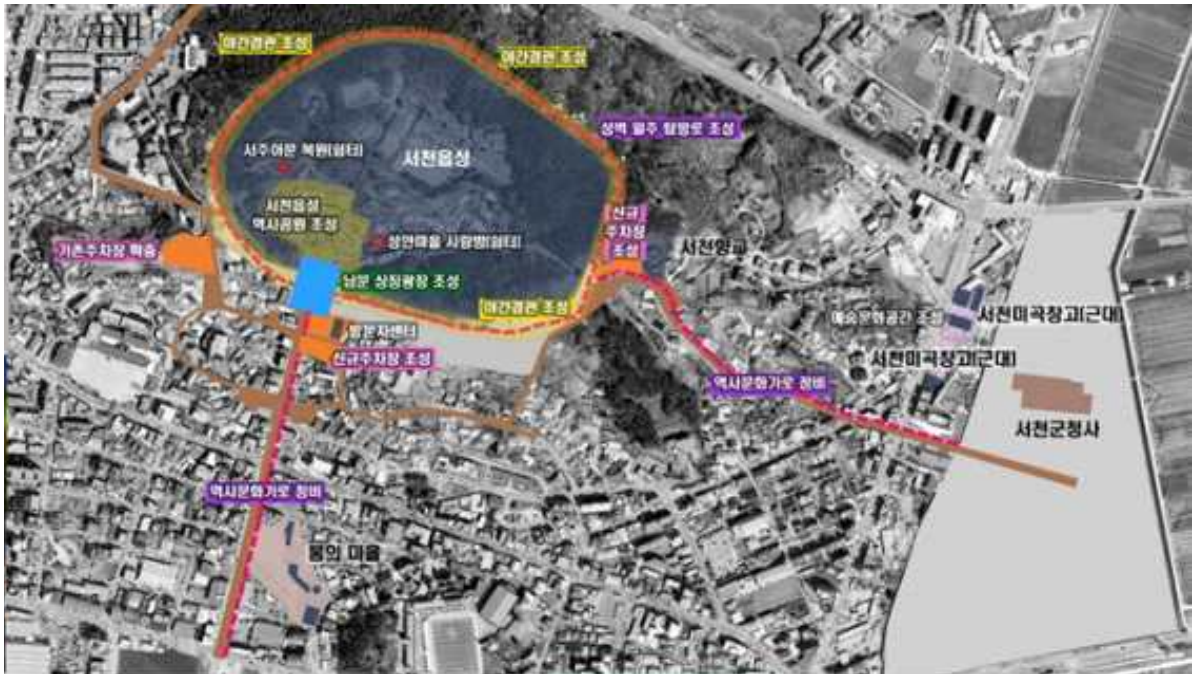 야간경관 조성
야간경관 조성
성벽 일주 탐방로 조성
서주아문 복원(쉼터)
서천읍성
서천읍성
역사공원 조성
성안마을 사랑방(쉼터)
신규
주차장
조성
서천향교
기존주차장 확충
남문 상징광장 조성
야간경관 조성
방문자센터
신규주차장 조성
예술문화공간 조성
서천미곡창고(근대)
서천미곡창고(근대)
역사문화가로 정비
서천군청사
역사문화가로 정비
봄의 마을